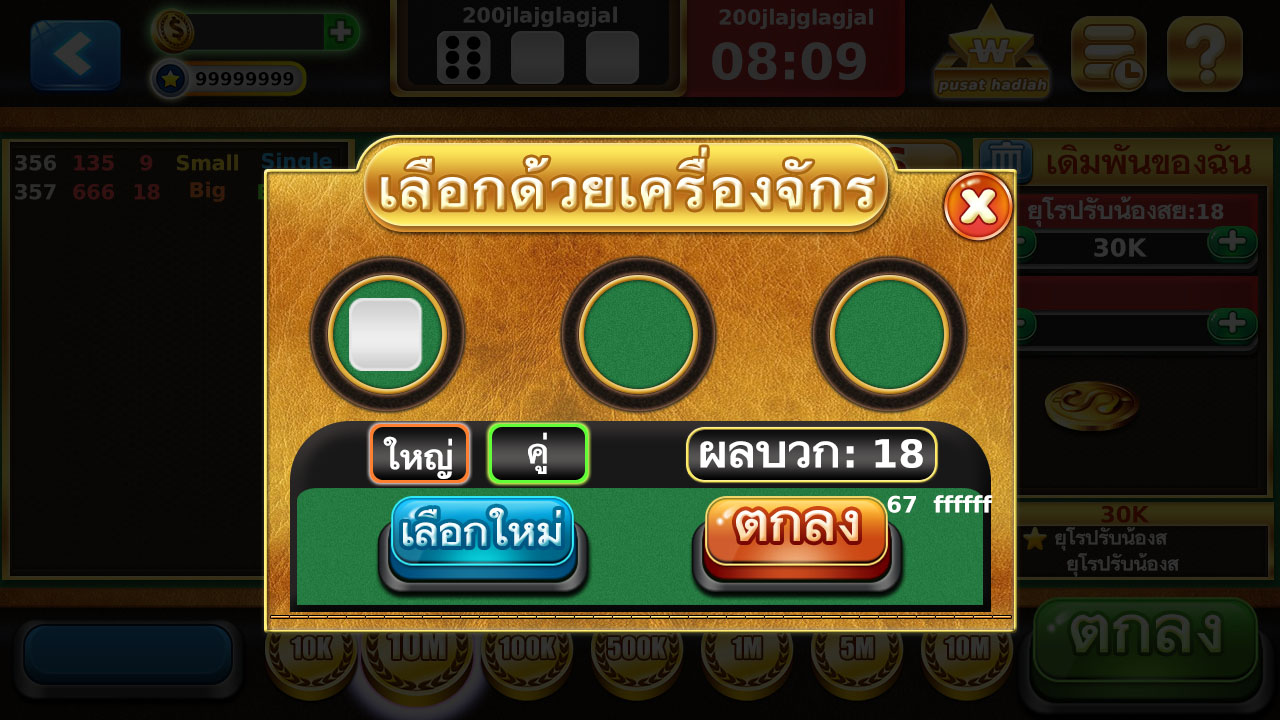 200jlajglagjal
200jlajglagjal
08:09
99999999
W
pusat hadiah
?
356 135 9 Small Single
357 666 18 Big
เลือกด้วยเครื่องจักร
X
เดิมพันของฉัน
ยุโรปรับน้องสย:18
30K
ใหญ่
คู่
ผลบวก: 18
67 ffffff
เลือกใหม่
ตกลง
30K
ยุโรปรับน้องส
ยุโรปรับน้องส
10K
10M
100K
500K
1M
5M
10M
ตกลง